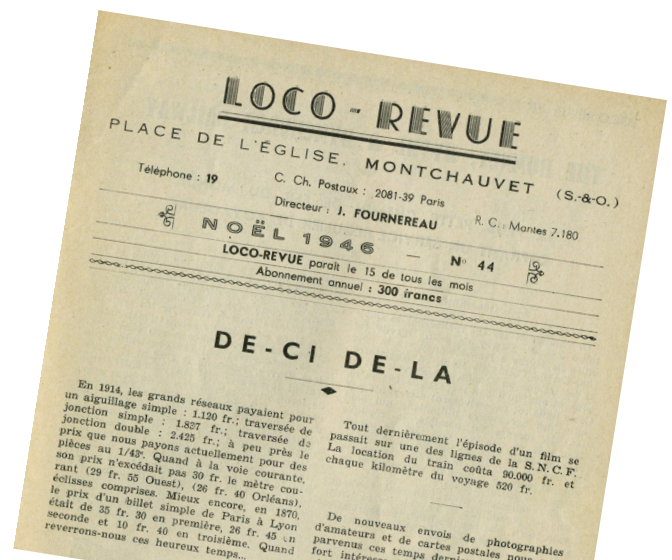 LOCO - REVUE
PLACE DE L'ÉGLISE. MONTCHAUVET (S.-&-O.)
Téléphone : 19
C. Ch. Postaux : 2081-39 Paris
Directeur : J. FOURNEREAU
R. C. : Mantes 7.180
NOËL 1946 — N° 44
LOCO-REVUE paraît le 15 de tous les mois
Abonnement annuel : 300 francs
DE-CI DE-LA
En 1914, les grands réseaux payaient pour
un aiguillage simple : 1.120 fr.; traversée de
jonction simple : 1.837 fr.; traversée de
jonction double : 2.425 fr.; à peu près le
prix que nous payons actuellement pour des
pièces au 1/43e. Quand à la voie courante,
son prix n'excédait pas 30 fr. le mètre cou-
rant (29 fr. 55 Ouest), (26 fr. 40 Orléans),
éclisses comprises. Mieux encore, en 1870,
le prix d'un billet simple de Paris à Lyon
était de 35 fr. 30 en première, 26 fr. 45 en
seconde et 10 fr. 40 en troisième. Quand
reverrons-nous ces heureux temps...
Tout dernièrement l'épisode d'un film se
passait sur une des lignes de la S. N. C. F.
La location du train coûta 90.000 fr. et
chaque kilomètre du voyage 520 fr.
De nouveaux envois de photographies
d'amateurs et de cartes postales nous
parvenus ces temps
fort